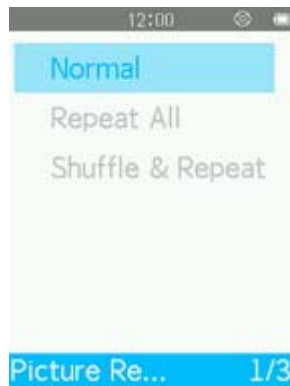 12:00
Normal
Repeat All
Shuffle & Repeat
Picture Re... 1/3